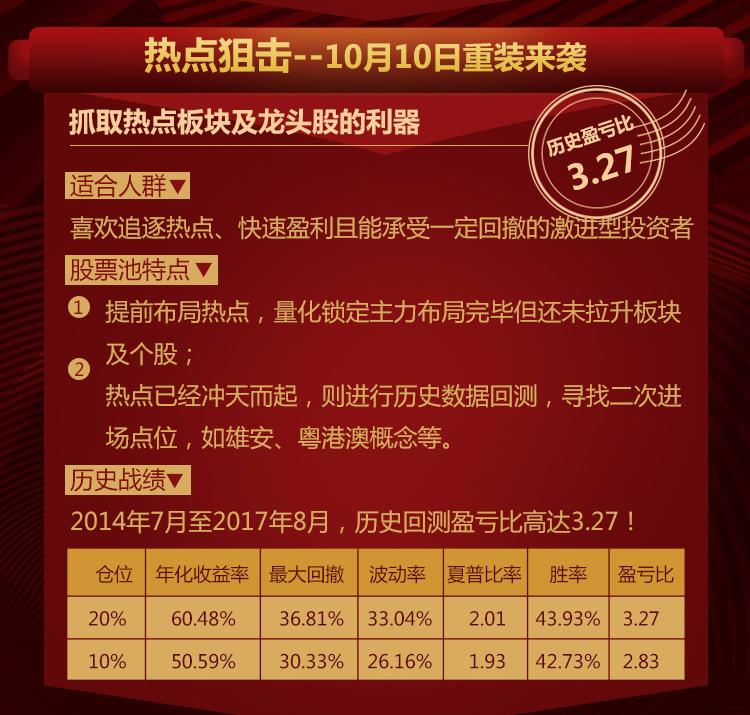 热点狙击--10月10日重装来袭
抓取热点板块及龙头股的利器
历史盈亏比
3.27
适合人群▼
喜欢追逐热点、快速盈利且能承受一定回撤的激进型投资者
股票池特点▼
1 提前布局热点，量化锁定主力布局完毕但还未拉升板块
及个股；
2
热点已经冲天而起，则进行历史数据回测，寻找二次进
场点位，如雄安、粤港澳概念等。
历史战绩▼
2014年7月至2017年8月，历史回测盈亏比高达3.27！
仓位 年化收益率 最大回撤 波动率 夏普比率 胜率 盈亏比
20% 60.48% 36.81% 33.04% 2.01 43.93% 3.27
10% 50.59% 30.33% 26.16% 1.93 42.73% 2.83